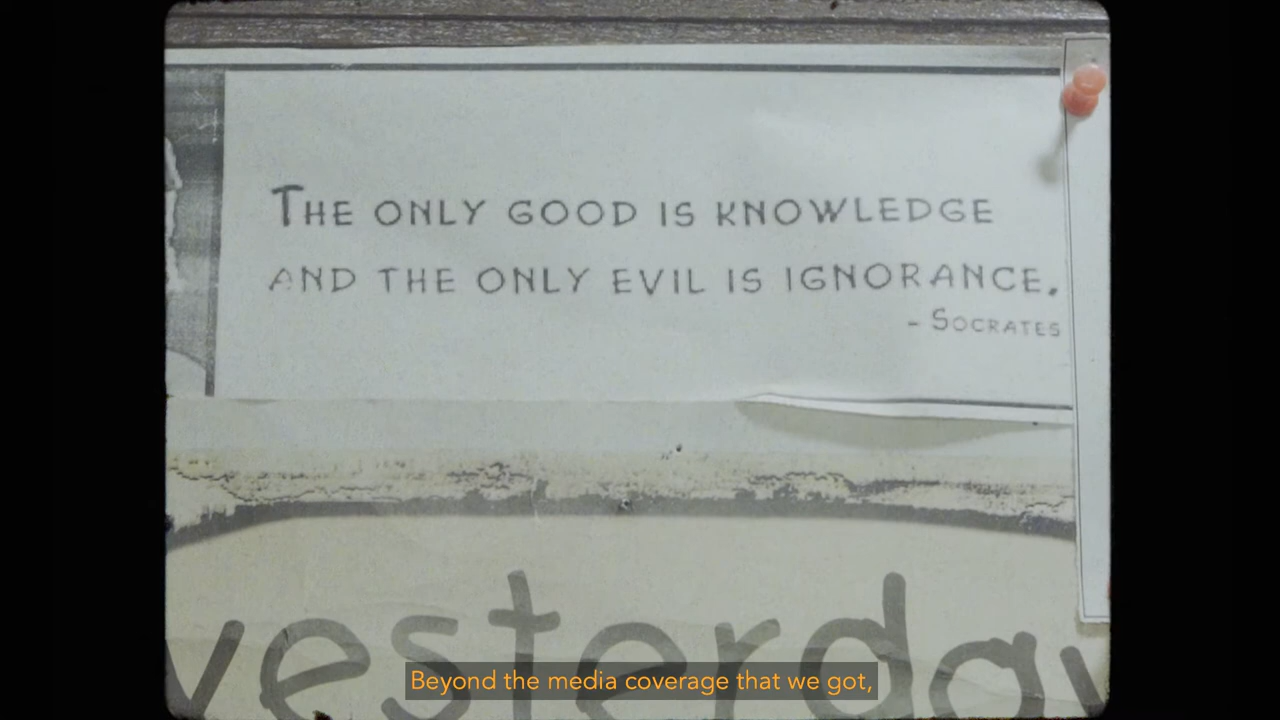 THE ONLY GOOD IS KNOWLEDGE
AND THE ONLY EVIL IS IGNORANCE.
- SOCRATES
yesterday
Beyond the media coverage that we got,